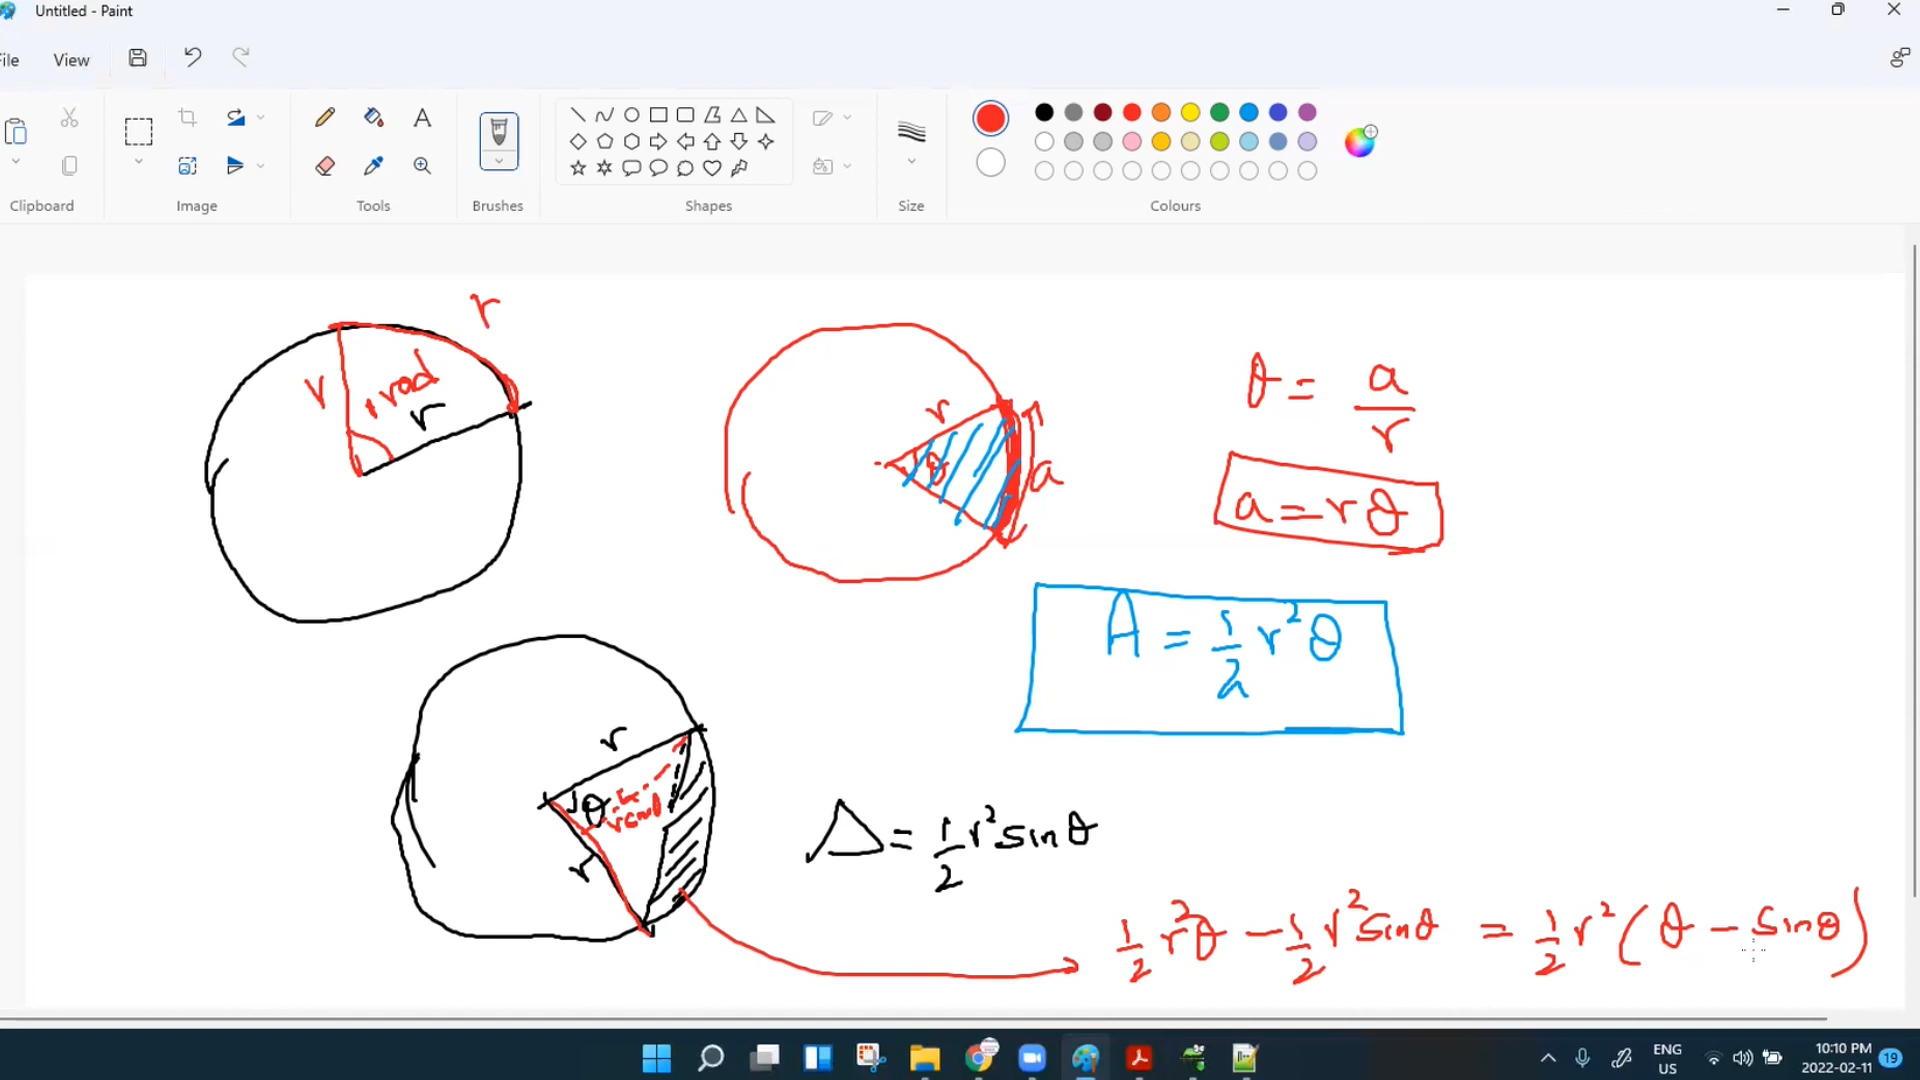 Untitled - Paint
File View
Clipboard Image Tools Brushes Shapes Size Colours
r
r 1 rad r
r θ a
θ = a/r
a = rθ
A = 1/2 r²θ
r
θ
r
Δ = 1/2 r² sin θ
1/2 r²θ − 1/2 r² sin θ = 1/2 r² (θ − sin θ)
ENG
US
10:10 PM
2022-02-11
19